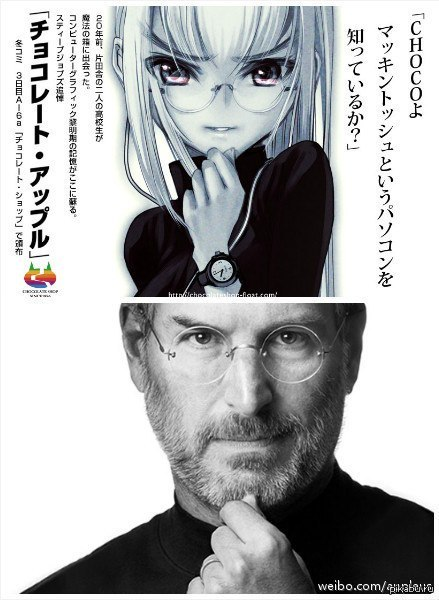 「CHOCOよ
マッキントッシュというパソコンを
知っているか?」
20年前、片田舎の二人の高校生が
魔法の箱に出会った。
コンピューターグラフィック黎明期の記憶がここに蘇る。
スティーブジョブズ追悼
「チョコレート・アップル」
冬コミ 3日目A-16a「チョコレート・ショップ」で頒布
CHOCOLATE SHOP
http://chocolateshop-float.com/
weibo.com/appleus
pikabu.ru